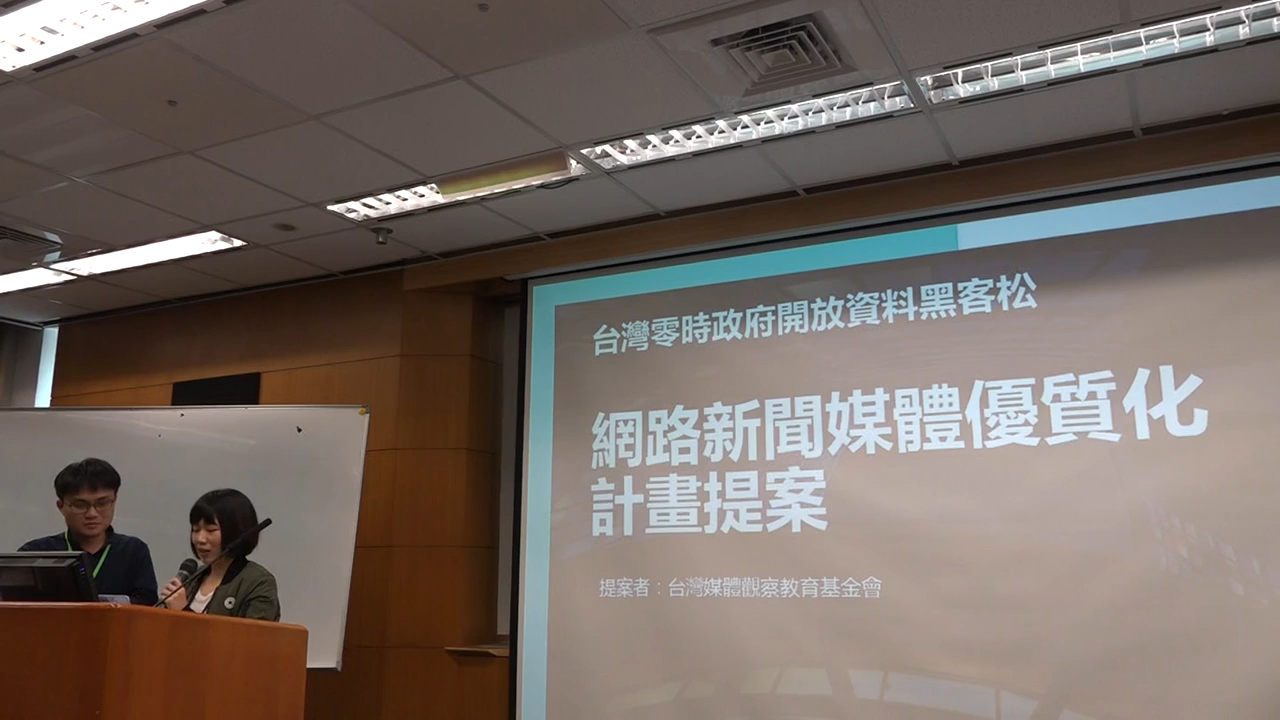 台灣零時政府開放資料黑客松
網路新聞媒體優質化
計畫提案
提案者：台灣媒體觀察教育基金會